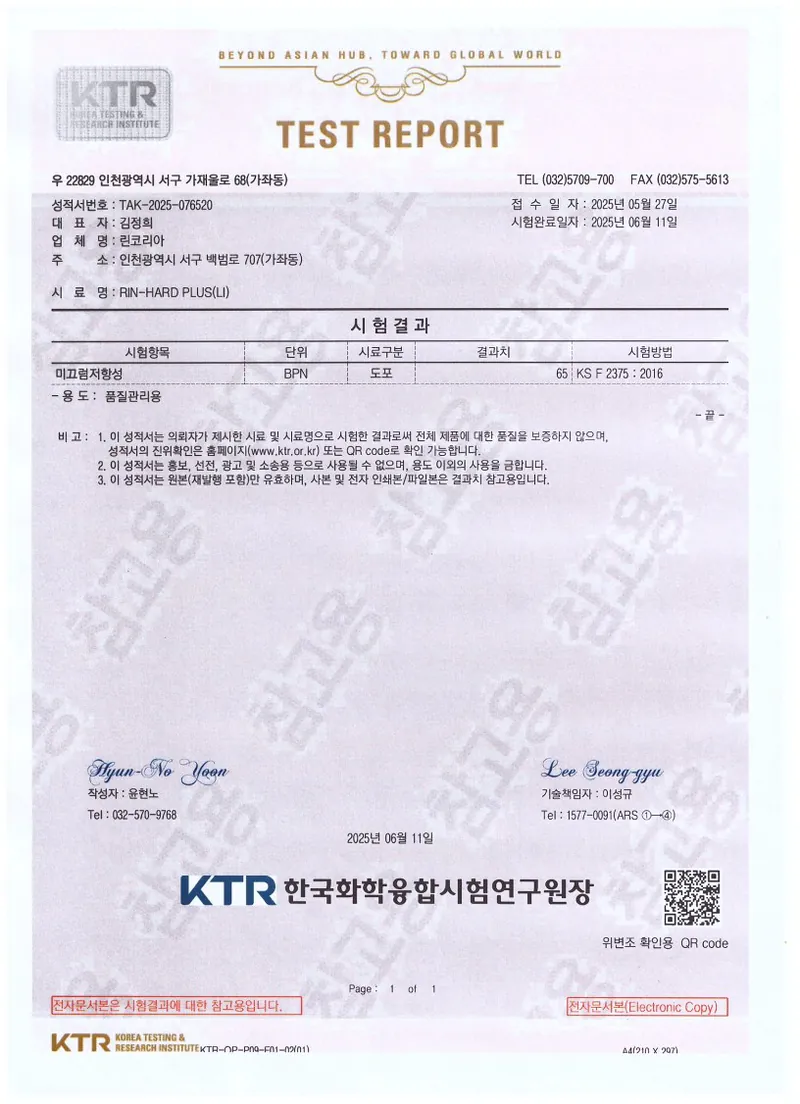 BEYOND ASIAN HUB, TOWARD GLOBAL WORLD
KTR
KOREA TESTING &
RESEARCH INSTITUTE
TEST REPORT
우 22829 인천광역시 서구 가재울로 68(가좌동) TEL (032)5709-700 FAX (032)575-5613
성적서번호 : TAK-2025-076520 접 수 일 자 : 2025년 05월 27일
대 표 자 : 김정희 시험완료일자 : 2025년 06월 11일
업 체 명 : 린코리아
주 소 : 인천광역시 서구 백범로 707(가좌동)
시 료 명 : RIN-HARD PLUS(LI)
시 험 결 과
시험항목 단위 시료구분 결과치 시험방법
미끄럼저항성 BPN 도포 65 KS F 2375 : 2016
- 용 도 : 품질관리용
- 끝 -
비 고 : 1. 이 성적서는 의뢰자가 제시한 시료 및 시료명으로 시험한 결과로써 전체 제품에 대한 품질을 보증하지 않으며,
성적서의 진위확인은 홈페이지(www.ktr.or.kr) 또는 QR code로 확인 가능합니다.
2. 이 성적서는 홍보, 선전, 광고 및 소송용 등으로 사용될 수 없으며, 용도 이외의 사용을 금합니다.
3. 이 성적서는 원본(재발행 포함)만 유효하며, 사본 및 전자 인쇄본/파일본은 결과치 참고용입니다.
참고용
Hyun-No Yoon Lee Seong-gyu
작성자 : 윤현노 기술책임자 : 이성규
Tel : 032-570-9768 Tel : 1577-0091(ARS ①→④)
2025년 06월 11일
KTR 한국화학융합시험연구원장
위변조 확인용 QR code
Page : 1 of 1
전자문서본은 시험결과에 대한 참고용입니다. 전자문서본(Electronic Copy)
KTR KOREA TESTING &
RESEARCH INSTITUTE KTR-QP-P09-F01-02(01) A4(210 X 297)